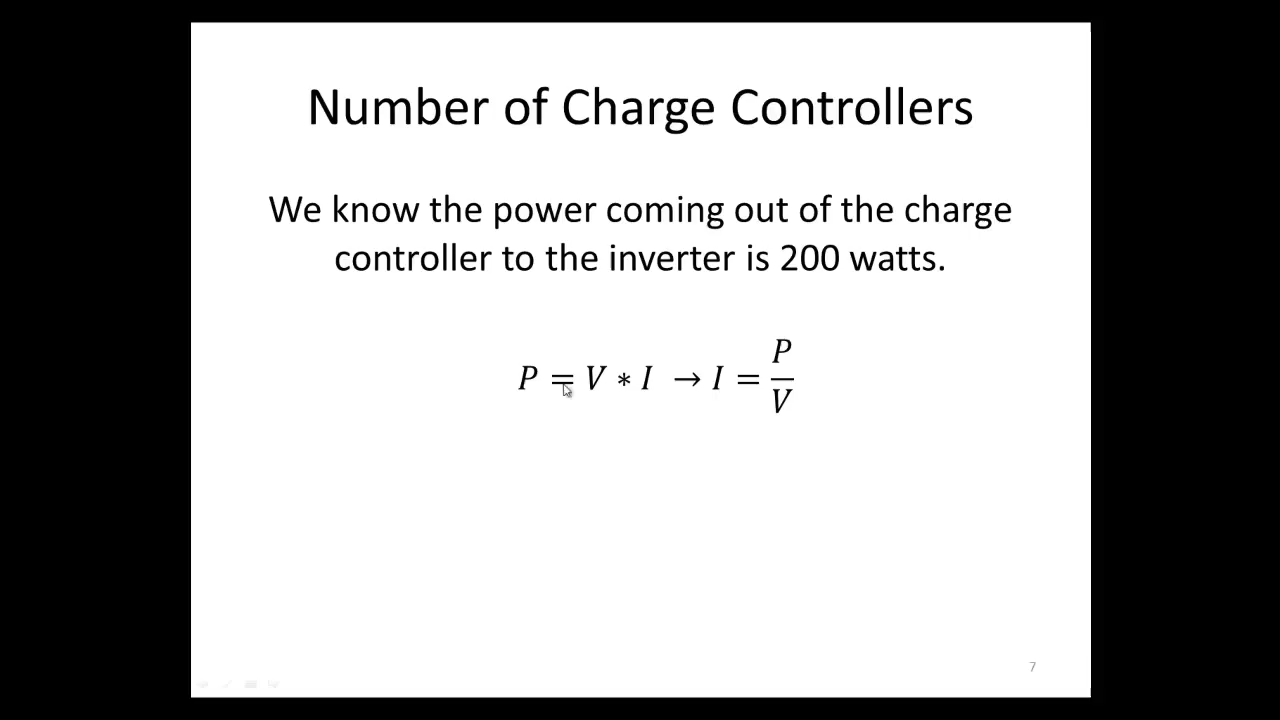 Number of Charge Controllers
We know the power coming out of the charge
controller to the inverter is 200 watts.
P = V * I → I = P/V
7